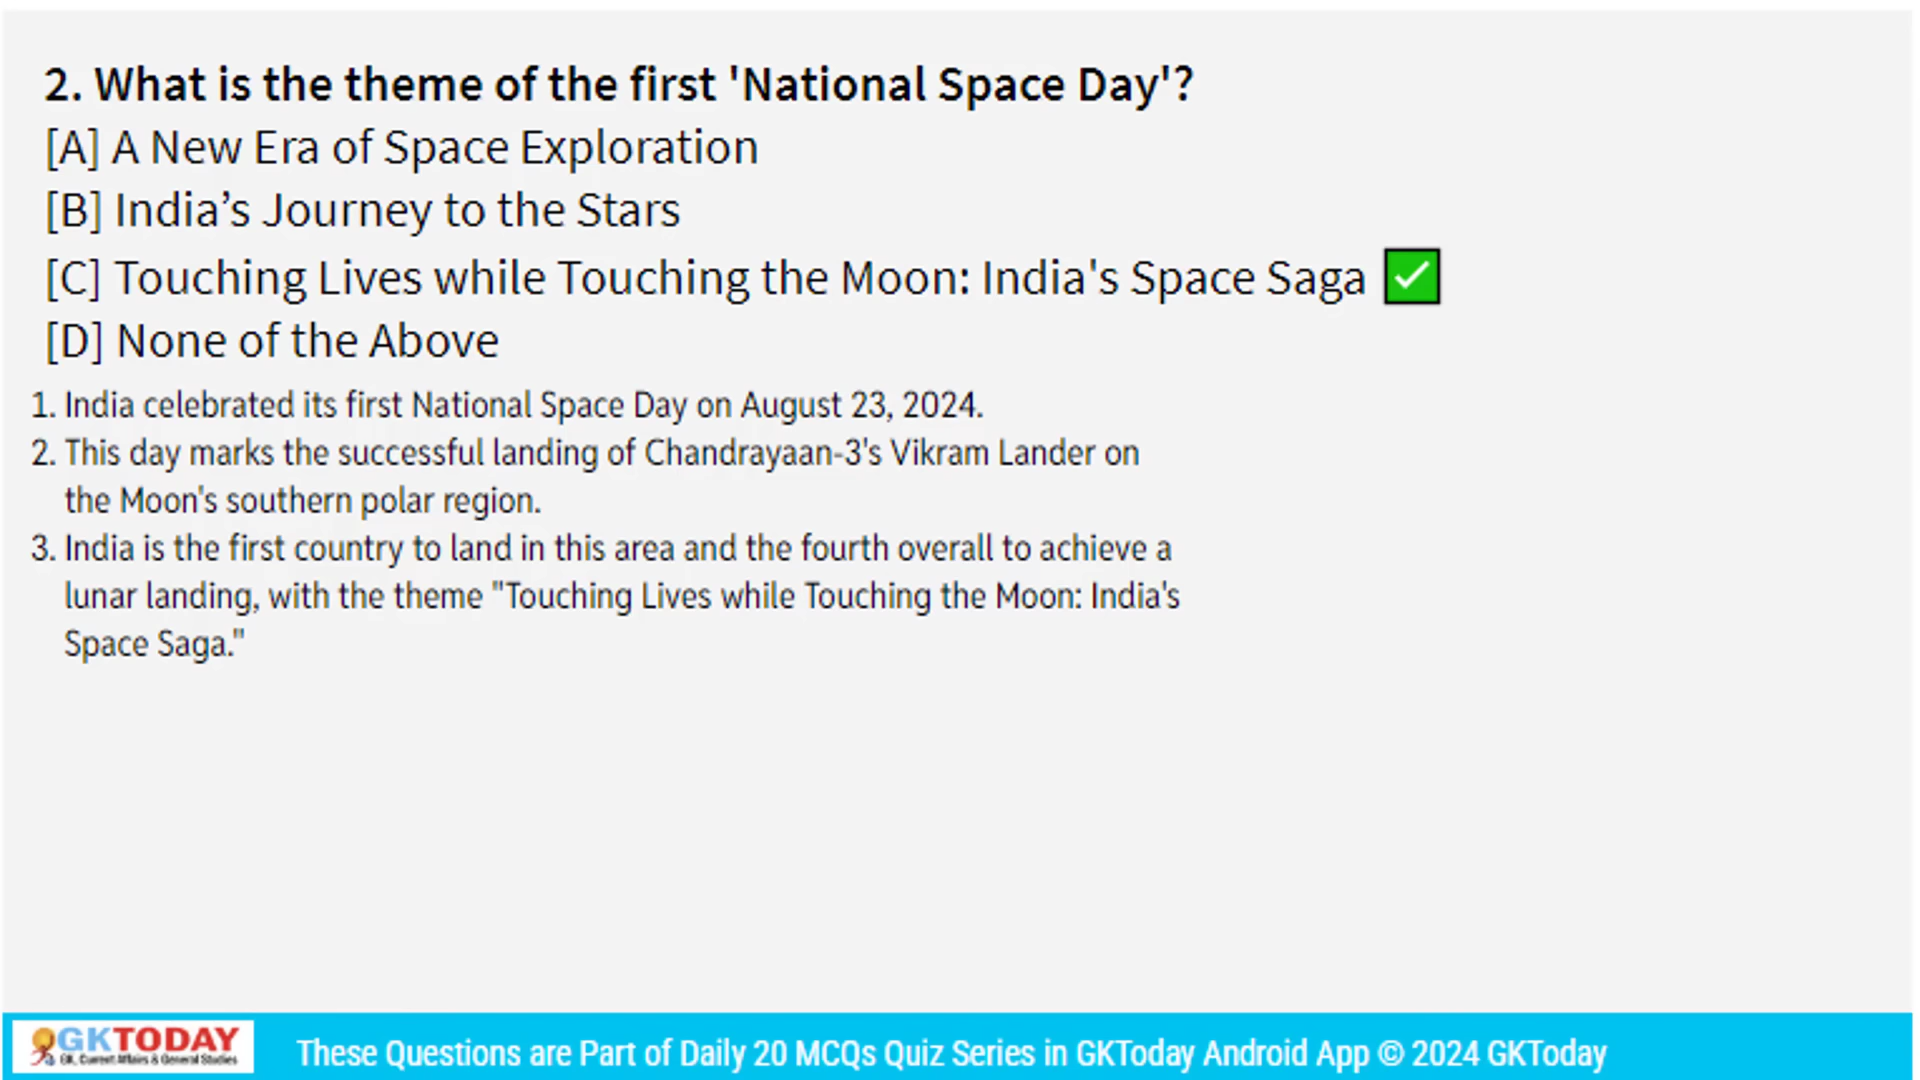 2. What is the theme of the first 'National Space Day'?
[A] A New Era of Space Exploration
[B] India’s Journey to the Stars
[C] Touching Lives while Touching the Moon: India's Space Saga
[D] None of the Above
1. India celebrated its first National Space Day on August 23, 2024.
2. This day marks the successful landing of Chandrayaan-3's Vikram Lander on
the Moon's southern polar region.
3. India is the first country to land in this area and the fourth overall to achieve a
lunar landing, with the theme "Touching Lives while Touching the Moon: India's
Space Saga."
GKTODAY
GK, Current Affairs & General Studies
These Questions are Part of Daily 20 MCQs Quiz Series in GKToday Android App © 2024 GKToday